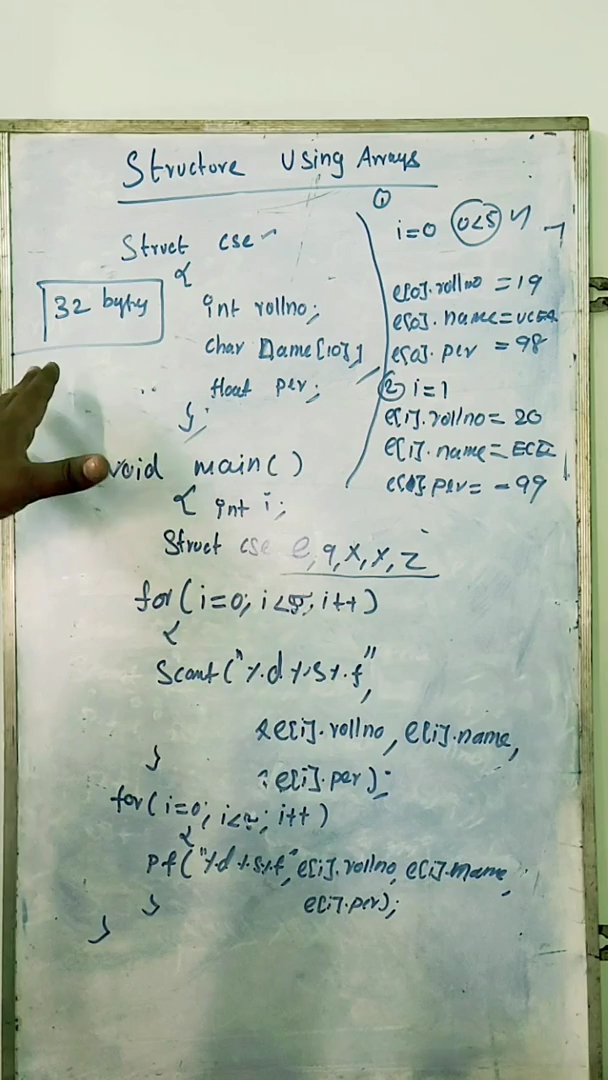 Structure Using Arrays
Struct cse
{
32 bytes
int rollno;
char name[10];
float per;
};
void main()
{ int i;
Struct cse e, q, x, x, z
for(i=0; i<5; i++)
{
Scanf("%d%s%f",
&e[i].rollno, e[i].name,
&e[i].per);
}
for(i=0; i<5; i++)
{
Pf("%d%s%f", e[i].rollno, e[i].name,
e[i].per);
}
}
①
i=0 0<5
e[0].rollno = 19
e[0].name=
e[0].per = 98
② i=1
e[1].rollno = 20
e[1].name= ECE
e[1].per= -99